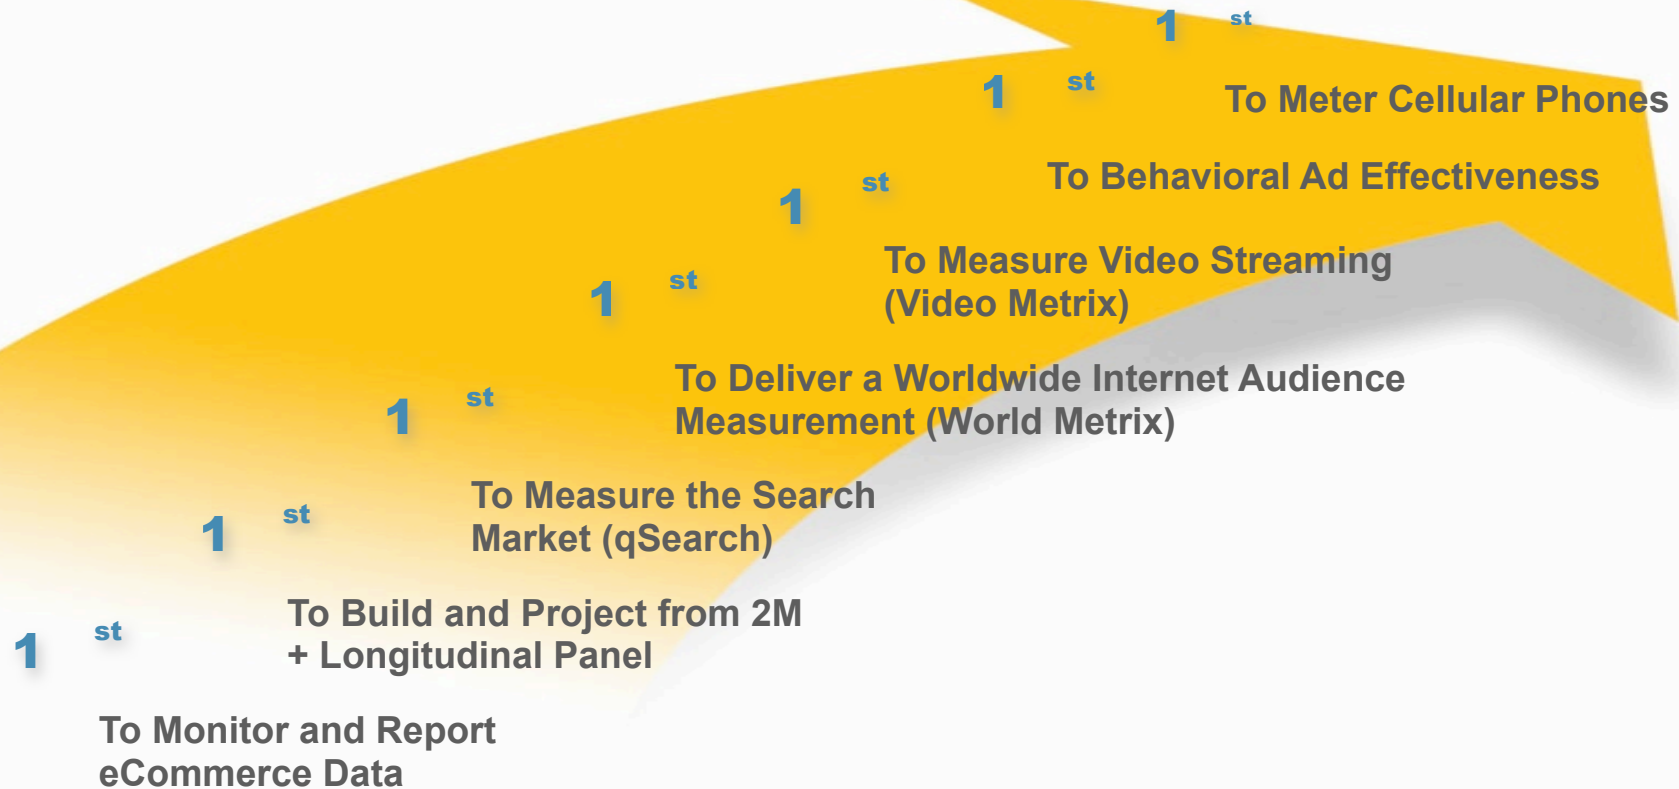 1st
To Meter Cellular Phones
1st
To Behavioral Ad Effectiveness
1st
To Measure Video Streaming
(Video Metrix)
1st
To Deliver a Worldwide Internet Audience
Measurement (World Metrix)
1st
To Measure the Search
Market (qSearch)
1st
To Build and Project from 2M
+ Longitudinal Panel
1st
To Monitor and Report
eCommerce Data